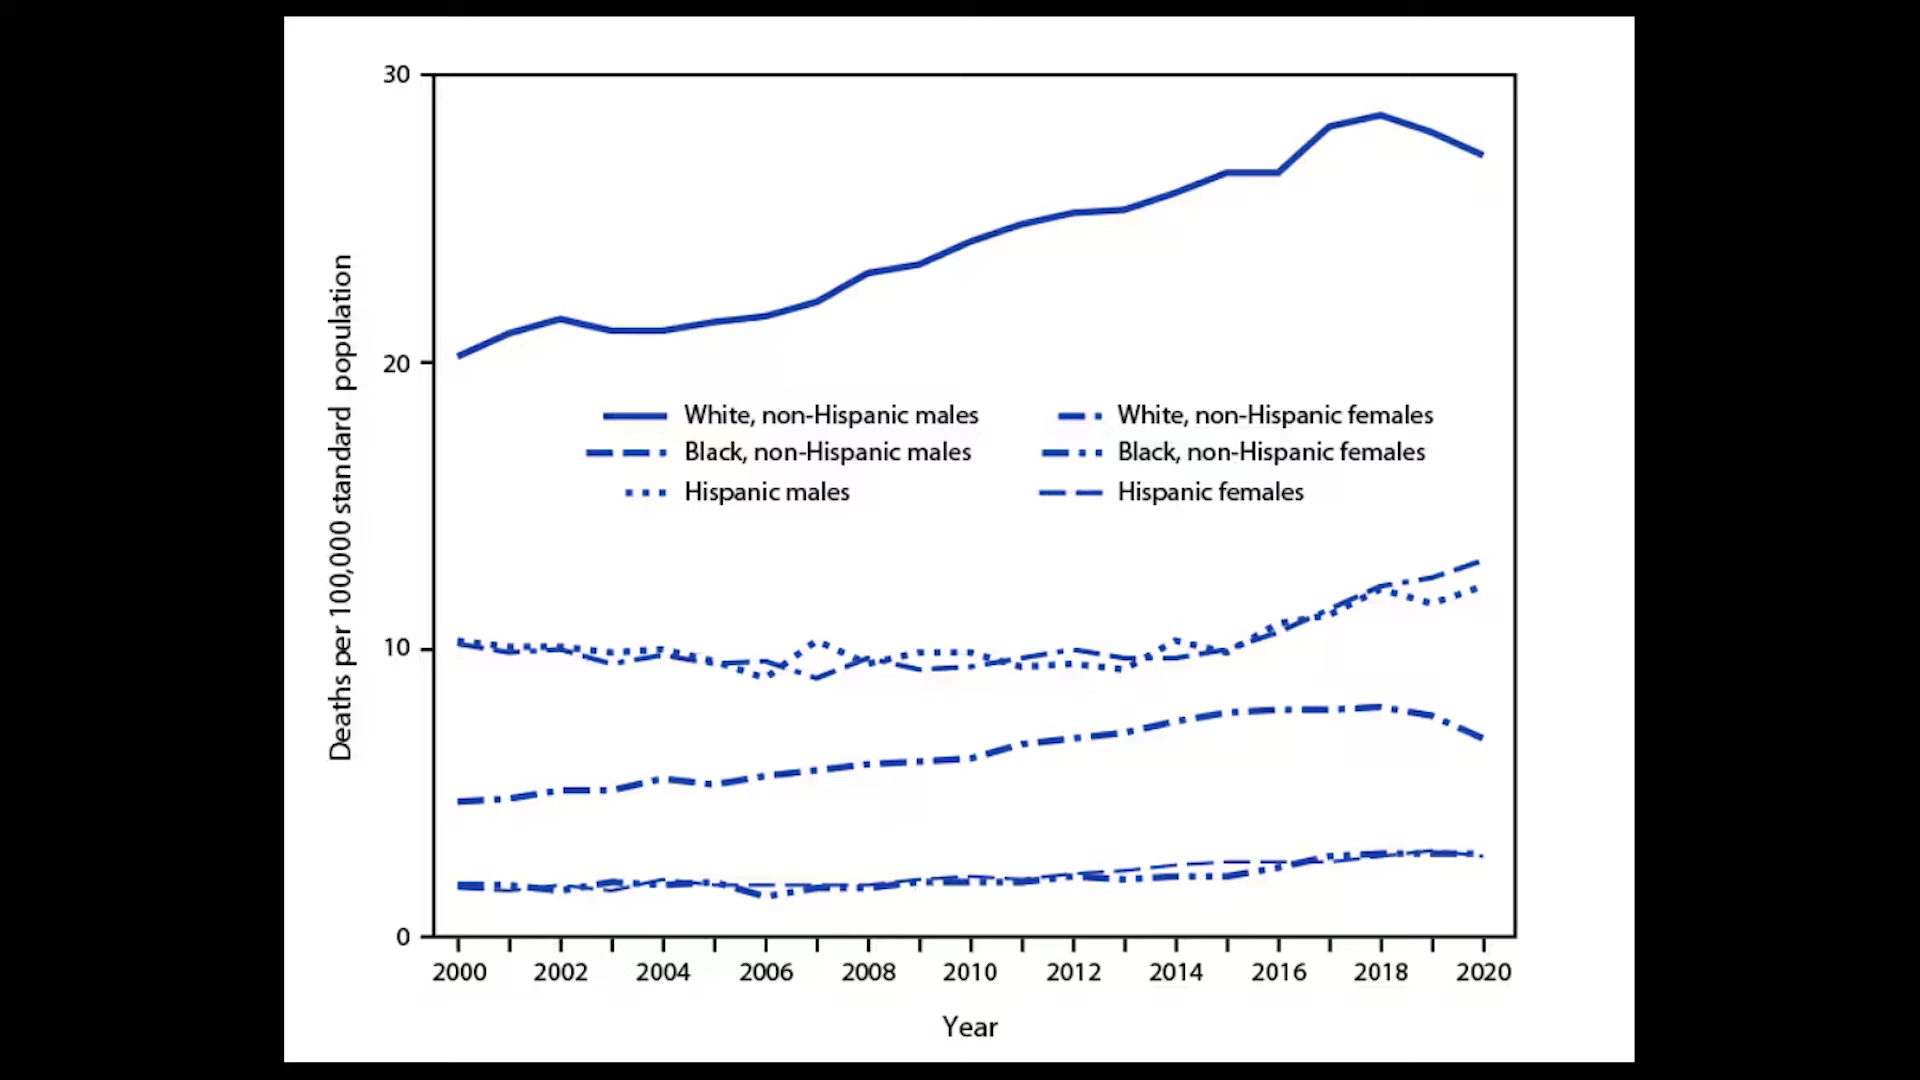 30
20
10
0
Deaths per 100,000 standard population
White, non-Hispanic males
White, non-Hispanic females
Black, non-Hispanic males
Black, non-Hispanic females
Hispanic males
Hispanic females
2000 2002 2004 2006 2008 2010 2012 2014 2016 2018 2020
Year